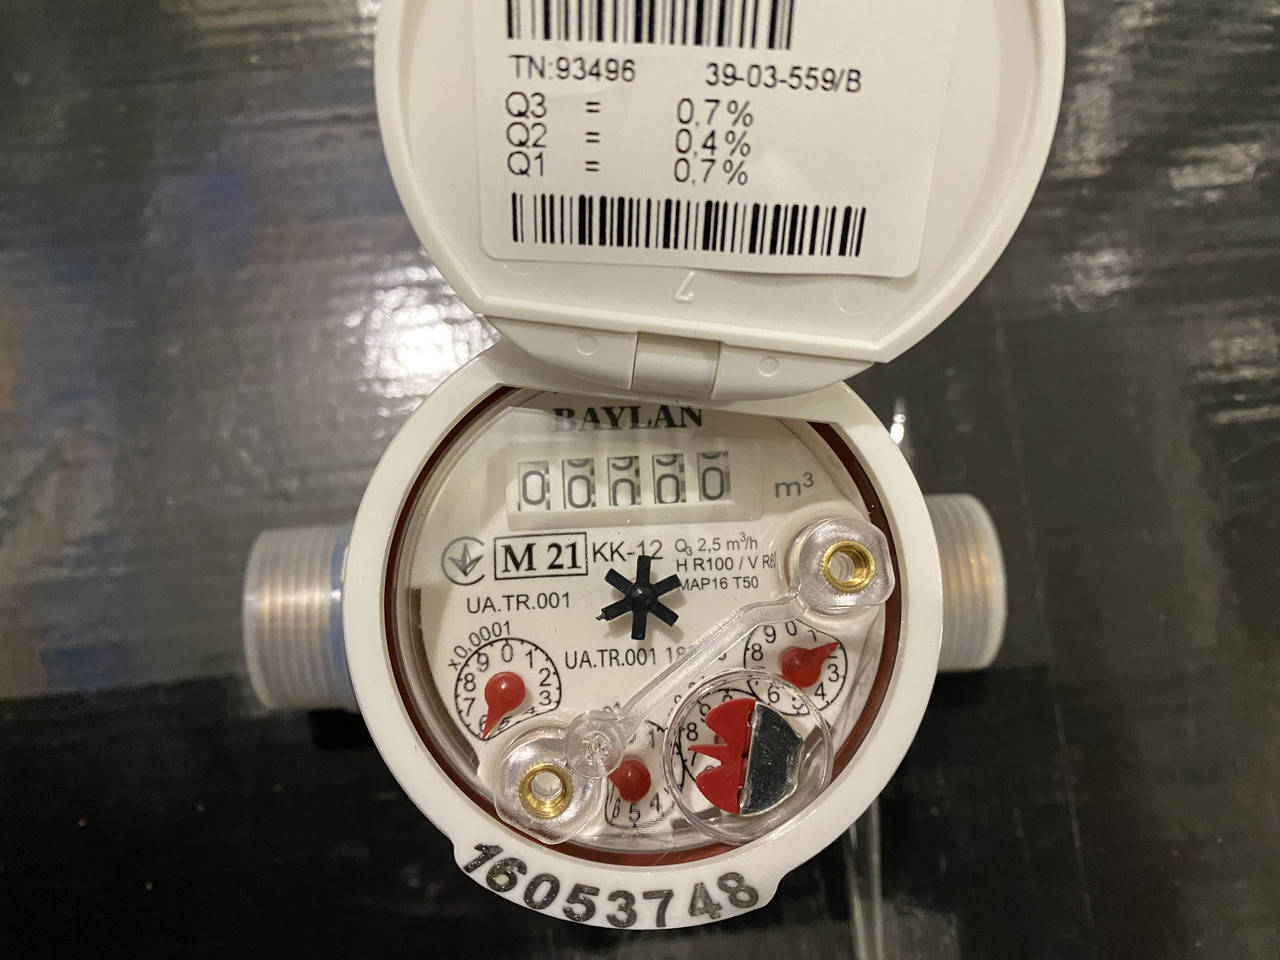 TN:93496 39-03-559/B
Q3 = 0,7%
Q2 = 0,4%
Q1 = 0,7%
BAYLAN
00000 m³
M 21 KK-12
Q₃ 2,5 m³/h
H R100 / V
MAP16 T50
UA.TR.001
x0,0001
UA.TR.001
16053748